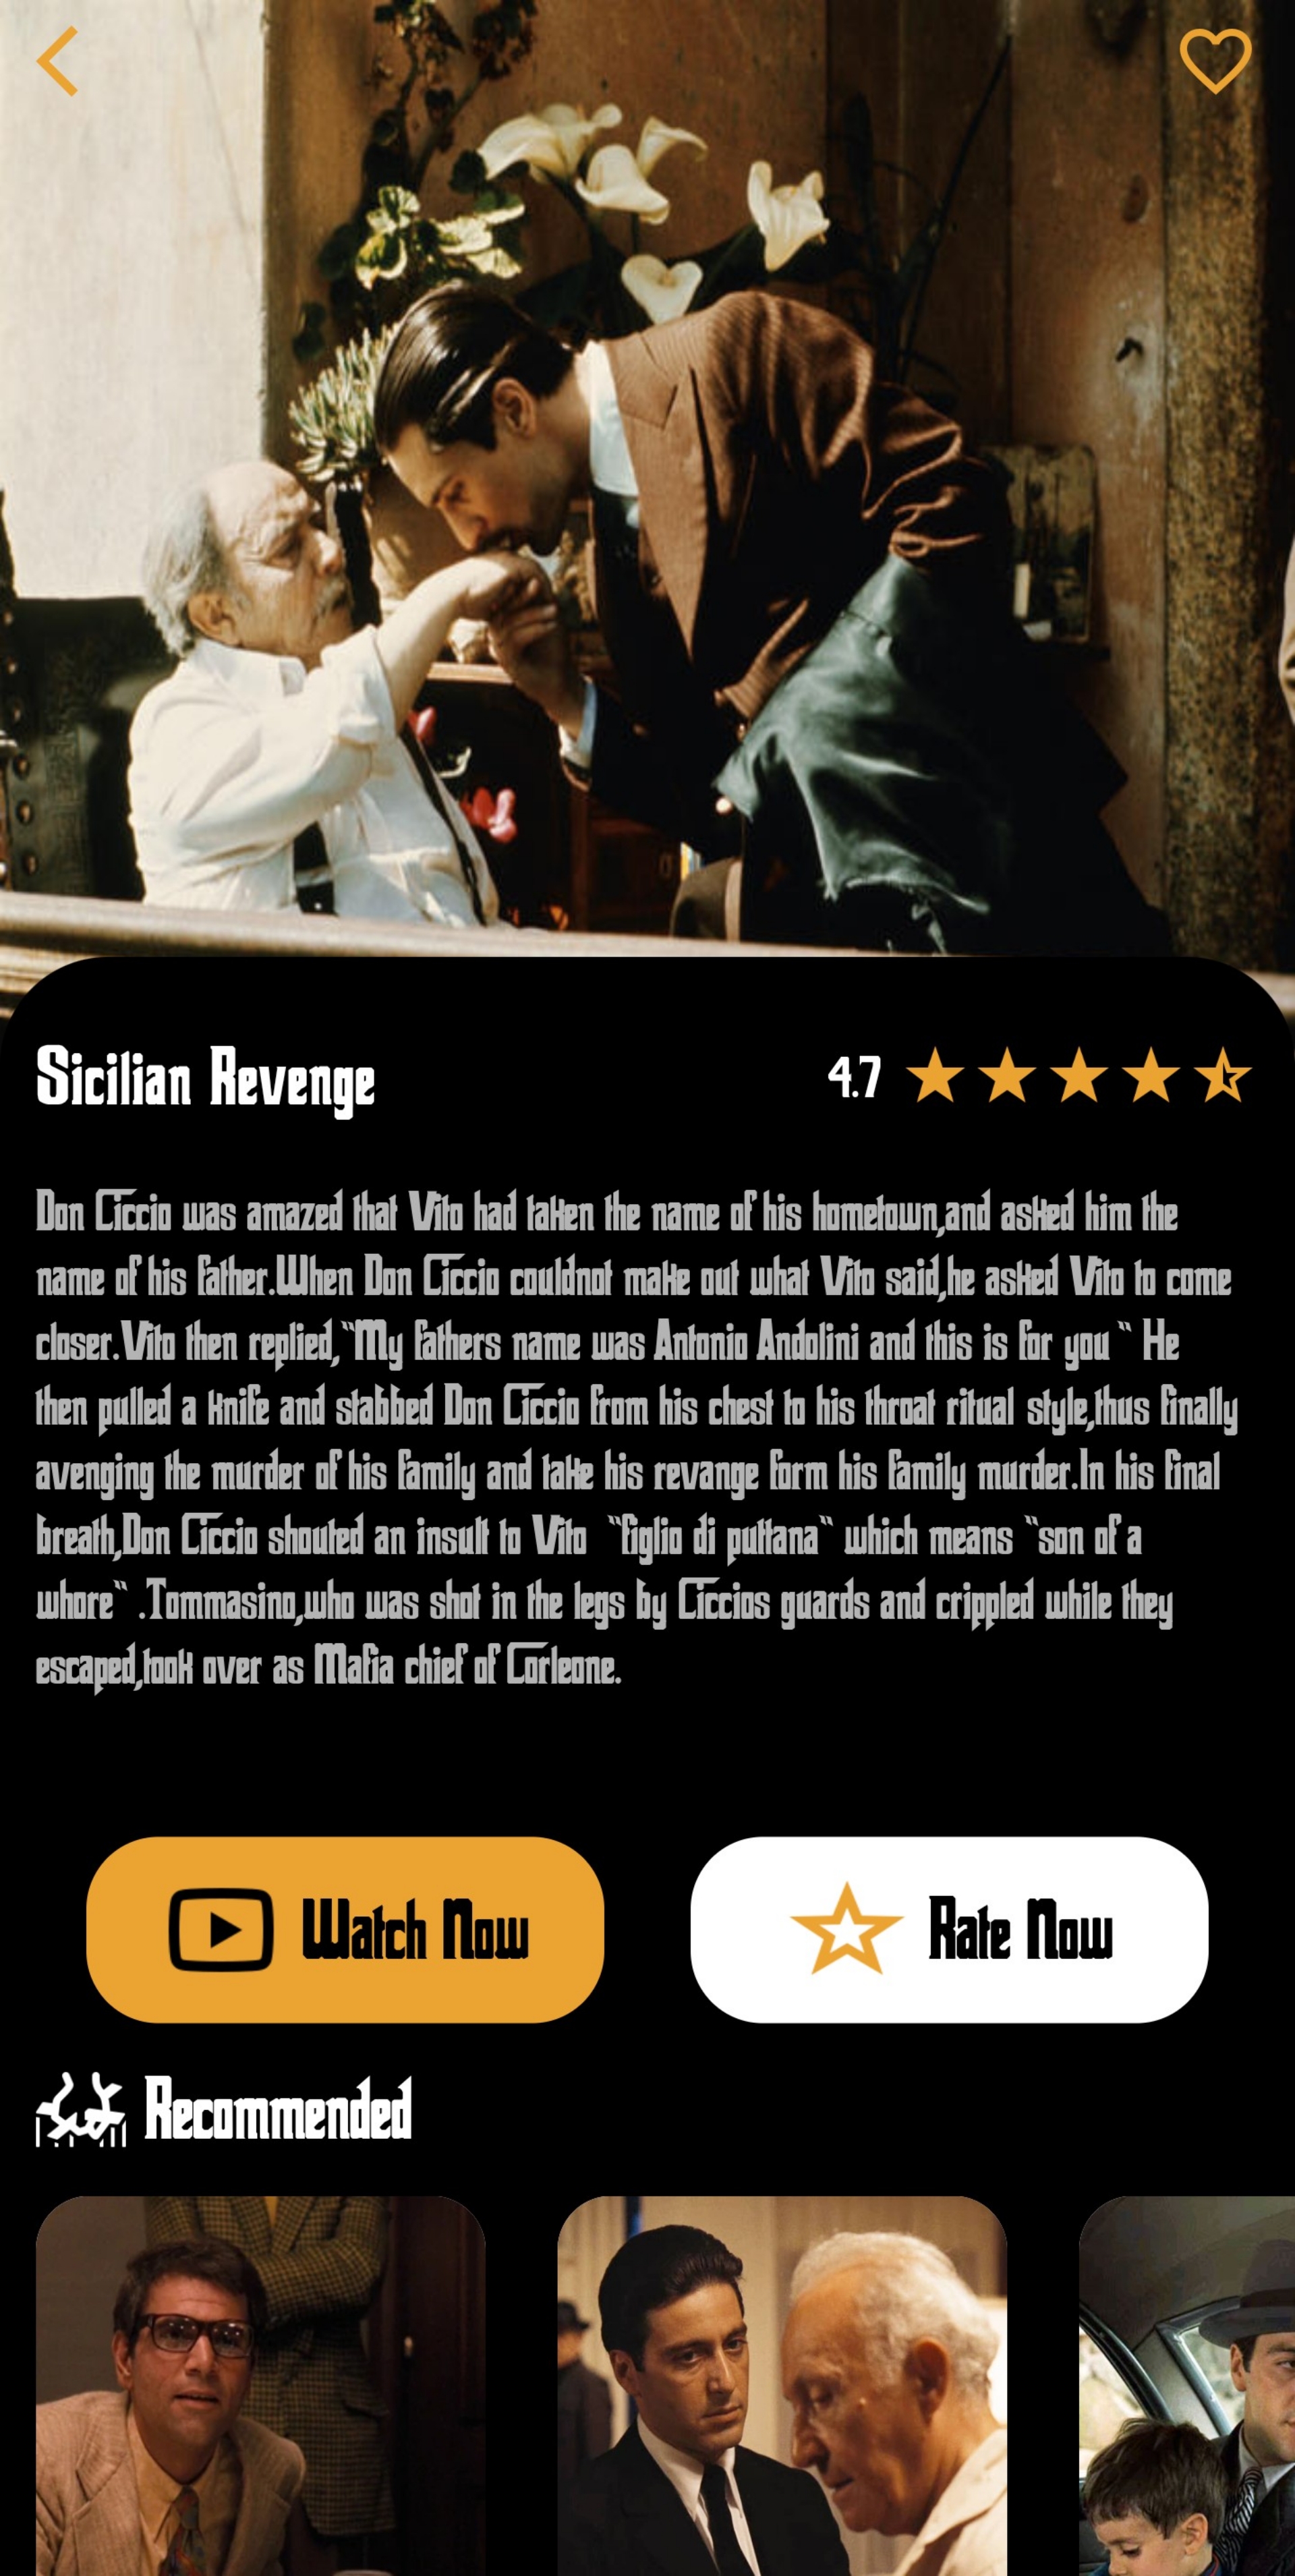 Sicilian Revenge
4.7
Don Ciccio was amazed that Vito had taken the name of his hometown,and asked him the
name of his father.When Don Ciccio couldnot make out what Vito said,he asked Vito to come
closer.Vito then replied,"My fathers name was Antonio Andolini and this is for you " He
then pulled a knife and stabbed Don Ciccio from his chest to his throat ritual style,thus finally
avenging the murder of his family and take his revange form his family murder.In his final
breath,Don Ciccio shouted an insult to Vito "figlio di puttana" which means "son of a
whore" .Tommasino,who was shot in the legs by Ciccios guards and crippled while they
escaped,took over as Mafia chief of Corleone.
Watch Now
Rate Now
Recommended